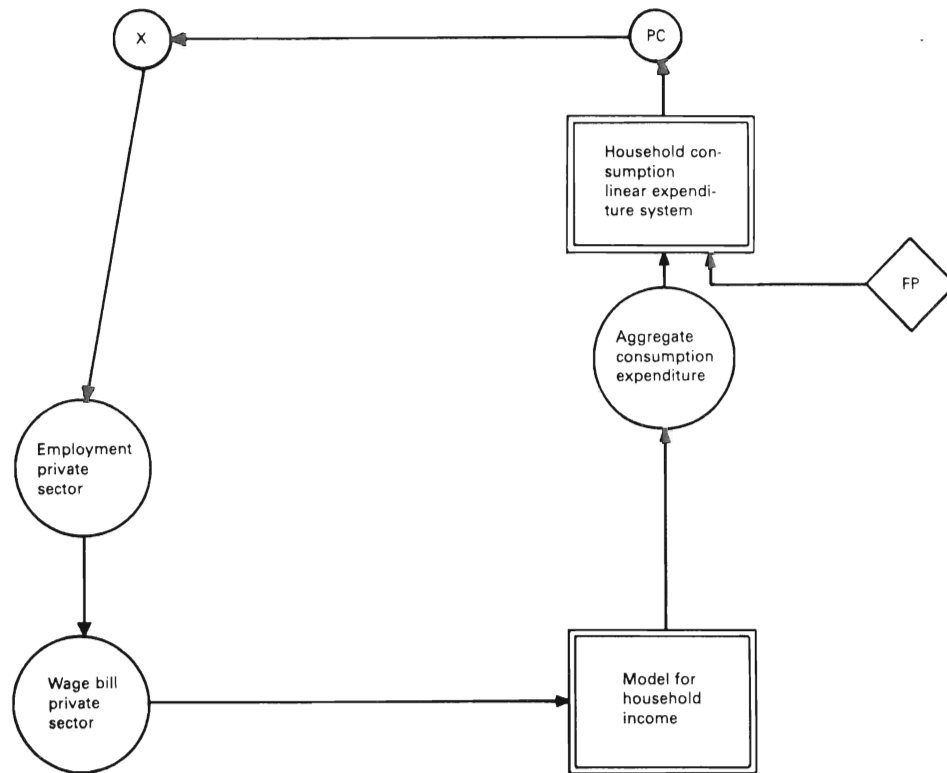 X
PC
Household con-
sumption
linear expendi-
ture system
FP
Aggregate
consumption
expenditure
Employment
private
sector
Wage bill
private
sector
Model for
household
income